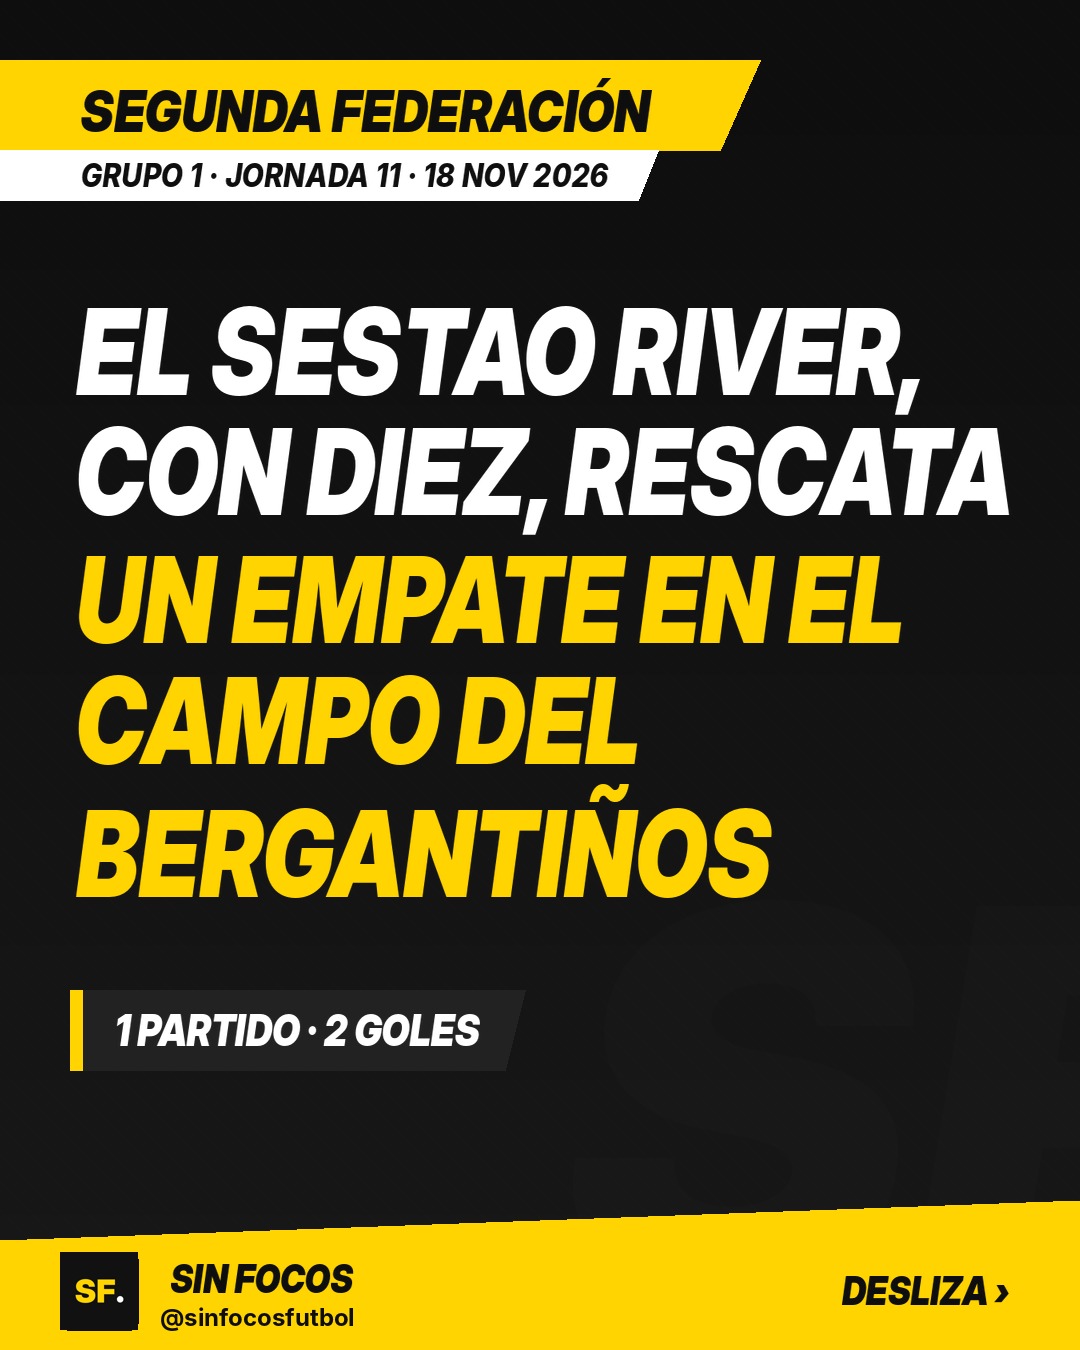 SEGUNDA FEDERACIÓN
GRUPO 1 · JORNADA 11 · 18 NOV 2026
EL SESTAO RIVER,
CON DIEZ, RESCATA
UN EMPATE EN EL
CAMPO DEL
BERGANTIÑOS
1 PARTIDO · 2 GOLES
SF
SF.
SIN FOCOS
@sinfocosfutbol
DESLIZA ›